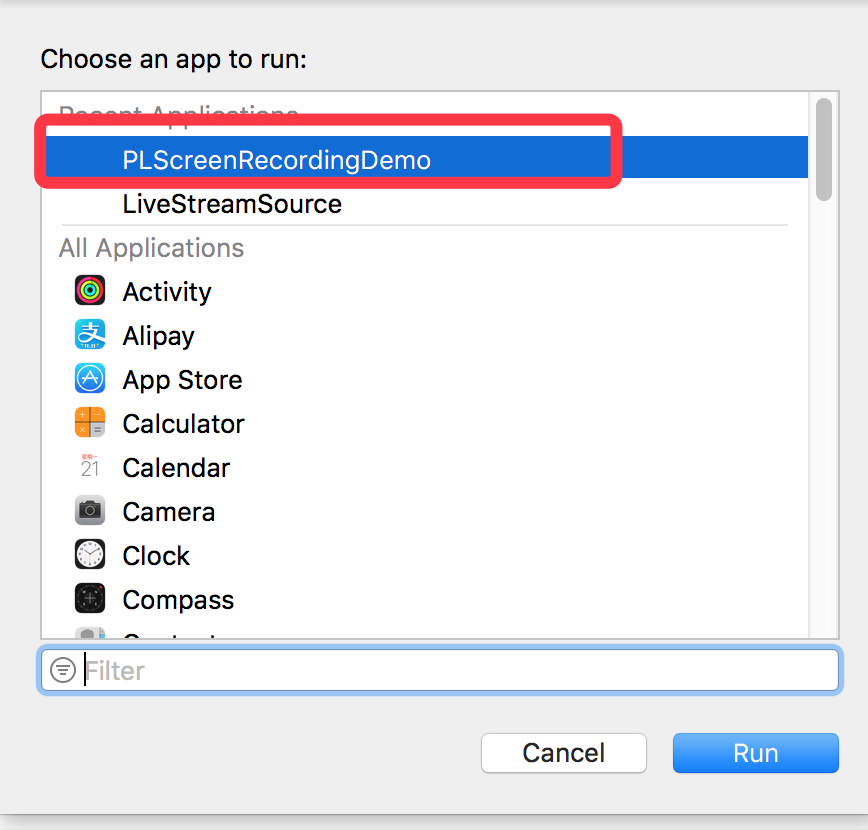 Choose an app to run:
Recent Applications
PLScreenRecordingDemo
LiveStreamSource
All Applications
Activity
Alipay
App Store
Calculator
21
Calendar
Camera
Clock
Compass
Filter
Cancel
Run